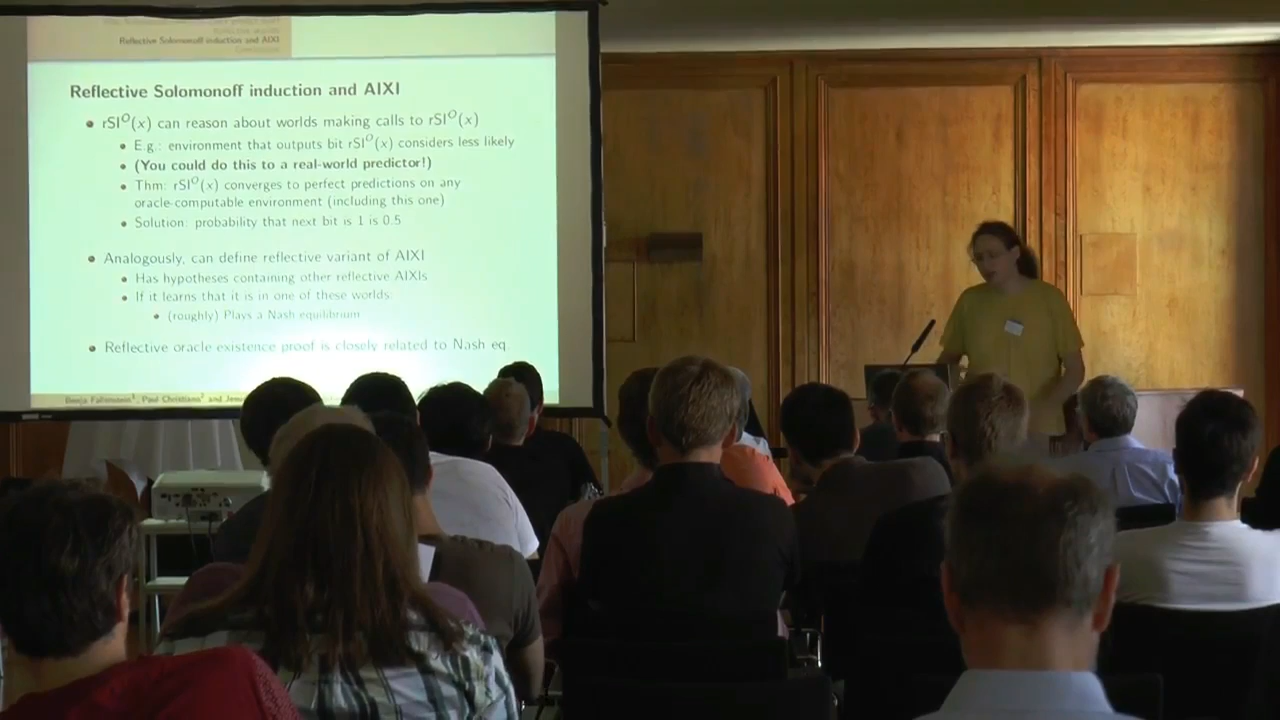 Reflective Solomonoff induction and AIXI
Reflective Solomonoff induction and AIXI
• rSI^O(x) can reason about worlds making calls to rSI^O(x)
• E.g.: environment that outputs bit rSI^O(x) considers less likely
• (You could do this to a real-world predictor!)
• Thm: rSI^O(x) converges to perfect predictions on any
oracle-computable environment (including this one)
• Solution: probability that next bit is 1 is 0.5
• Analogously, can define reflective variant of AIXI
• Has hypotheses containing other reflective AIXIs
• If it learns that it is in one of these worlds:
• (roughly) Plays a Nash equilibrium
• Reflective oracle existence proof is closely related to Nash eq.
Paul Christiano² and